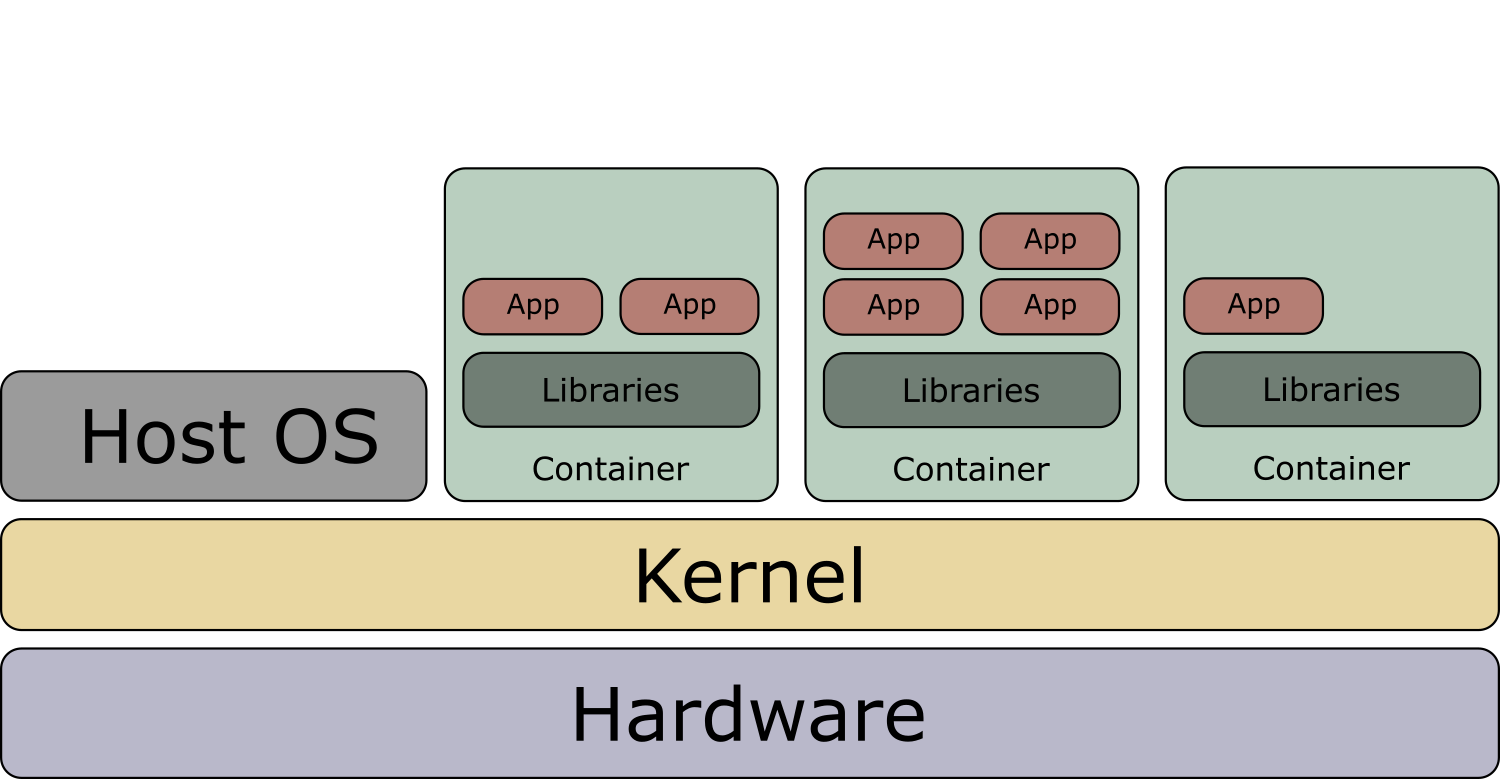 App App
App App App App App
Libraries Libraries Libraries
Host OS
Container Container Container
Kernel
Hardware